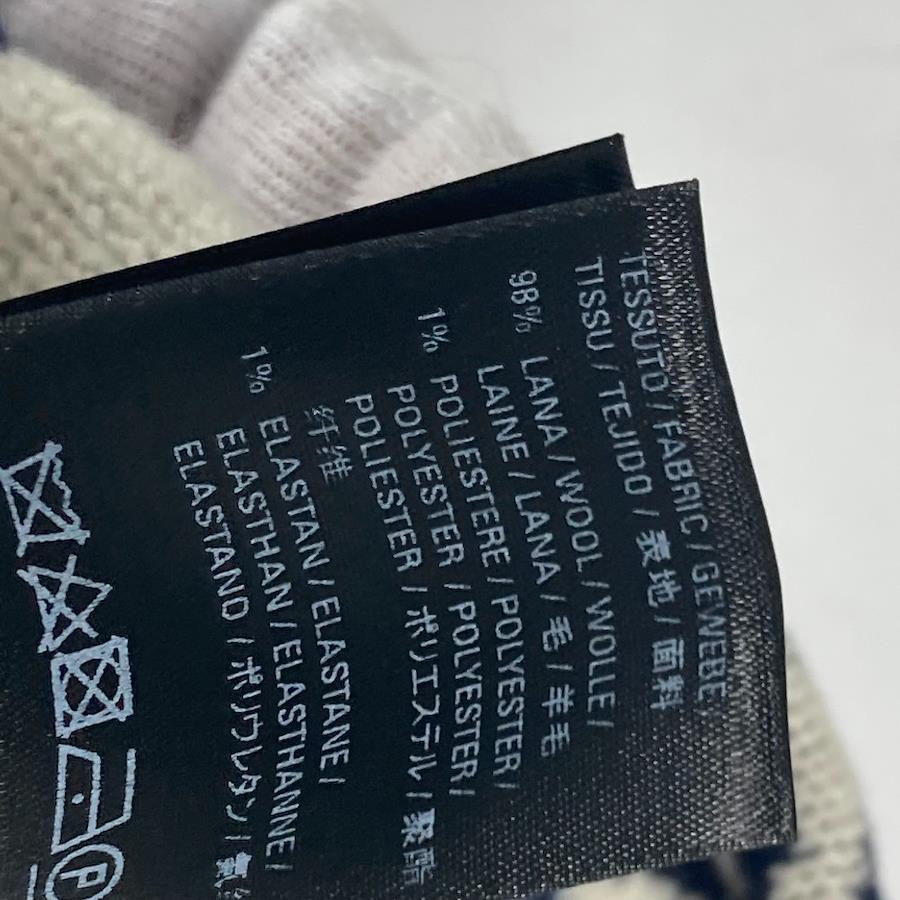 TESSUTO / FABRIC / GEWEBE /
TISSU / TEJIDO / 表地 / 面料
98% LANA / WOOL / WOLLE /
LAINE / LANA / 毛 / 羊毛
1% POLIESTERE / POLYESTER /
POLYESTER / POLYESTER /
POLIESTER / ポリエステル / 聚酯
纤维
1% ELASTAN / ELASTANE /
ELASTHAN / ELASTHANNE /
ELASTANO / ポリウレタン / 氨
P